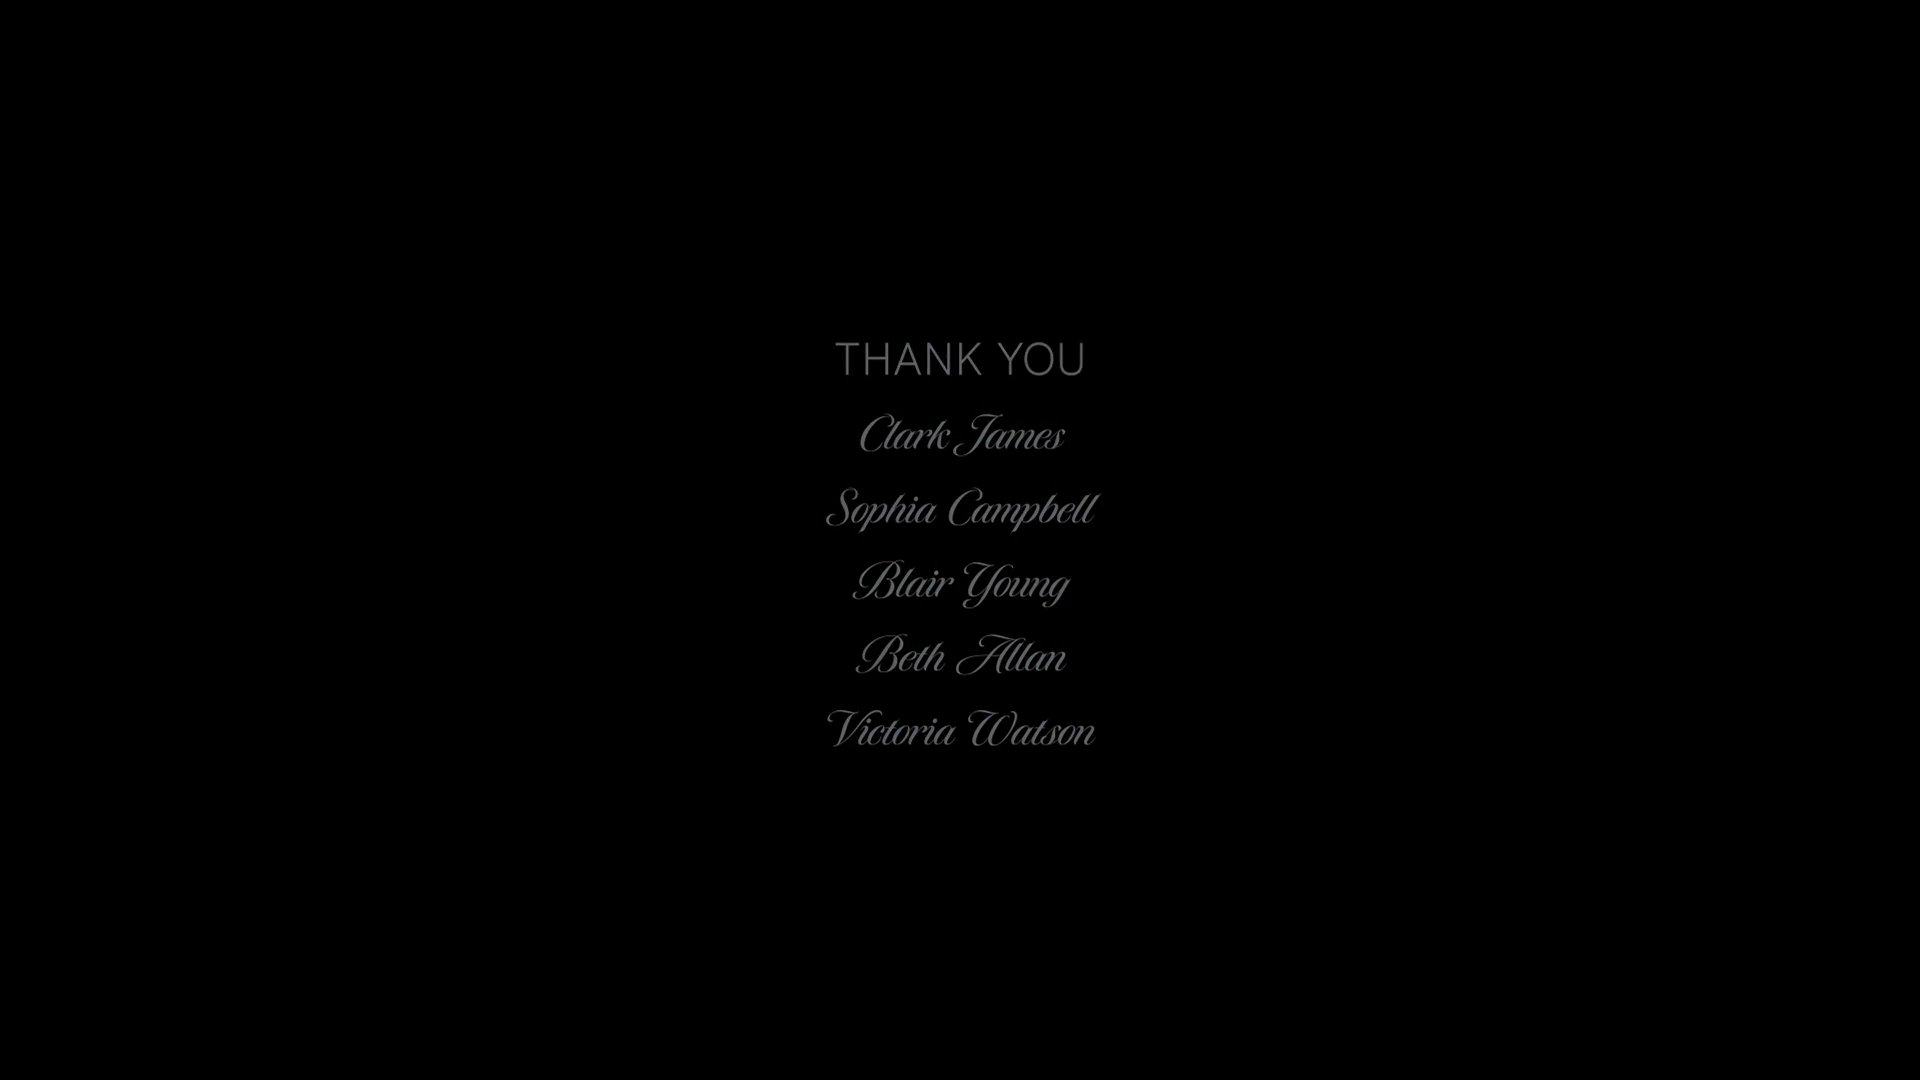 THANK YOU
Clark James
Sophia Campbell
Blair Young
Beth Allan
Victoria Watson